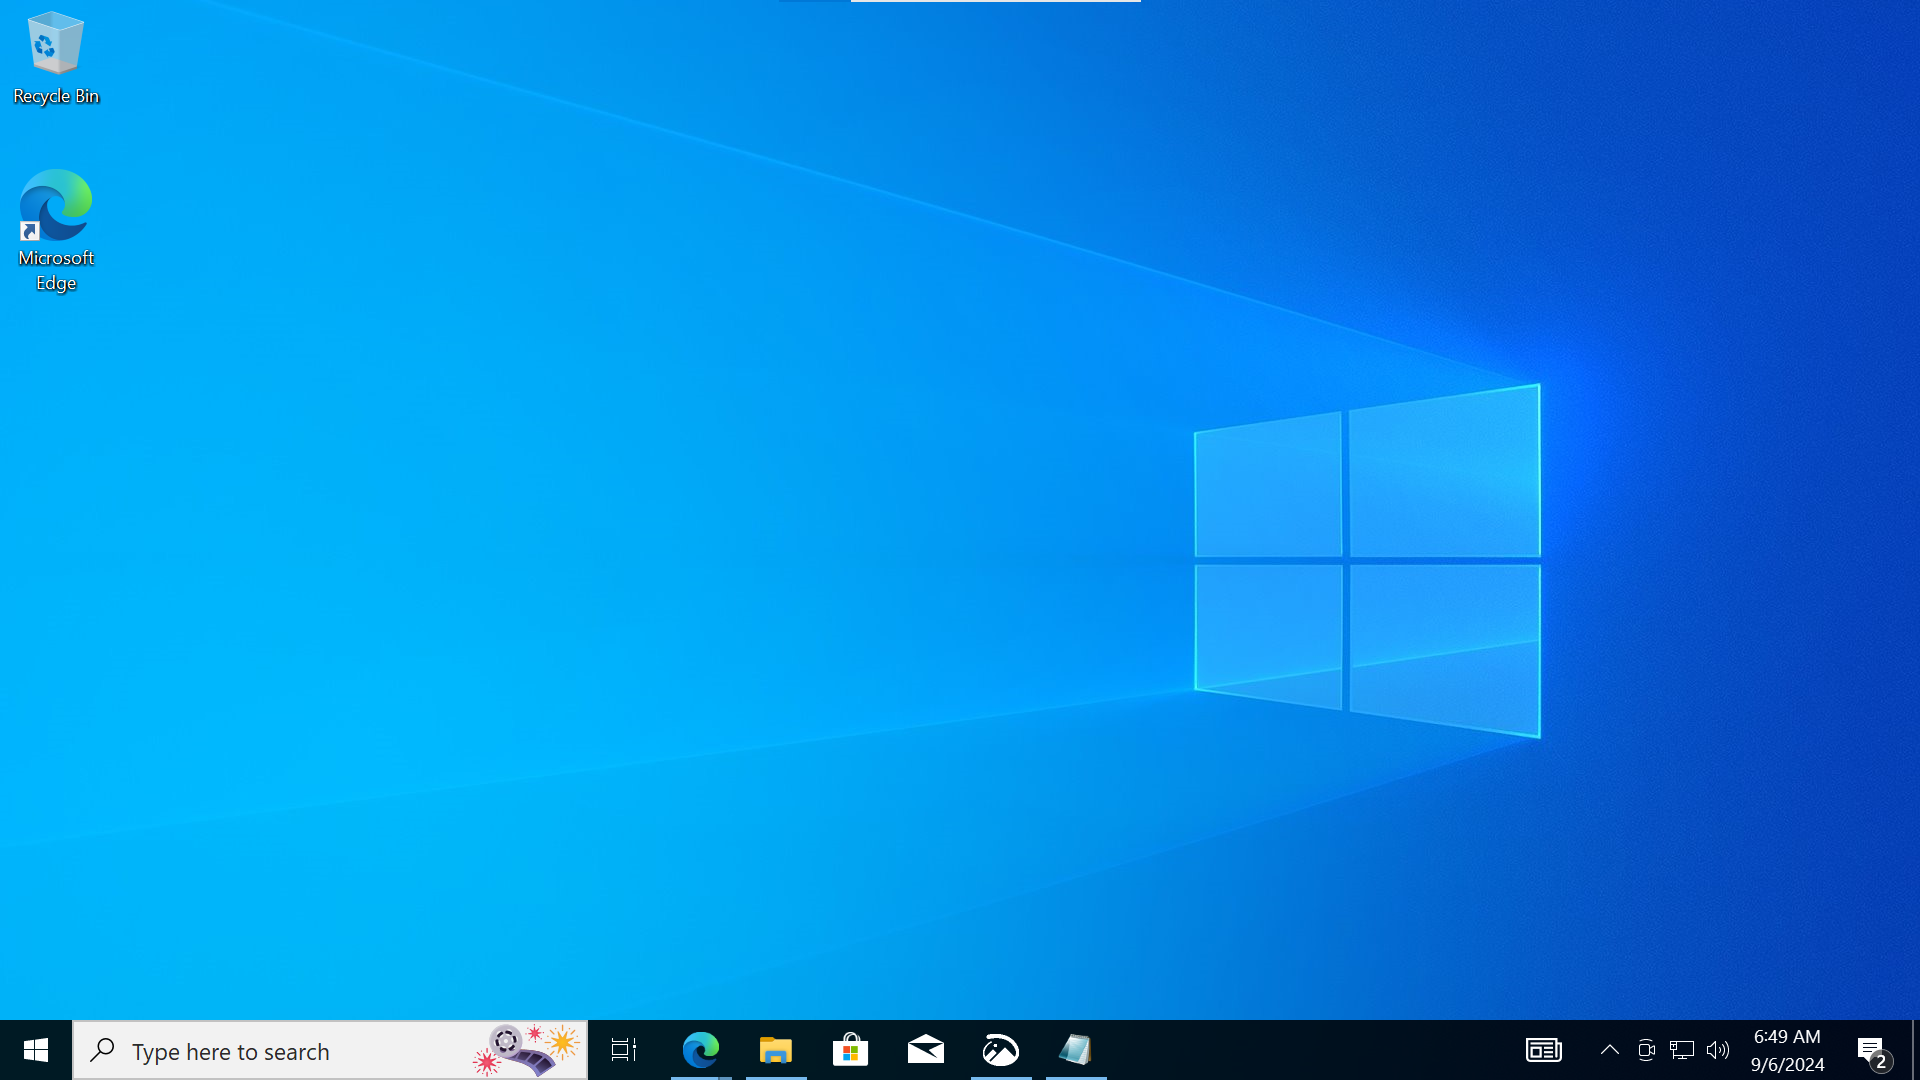 Recycle Bin
Microsoft
Edge
Type here to search
6:49 AM
9/6/2024
2